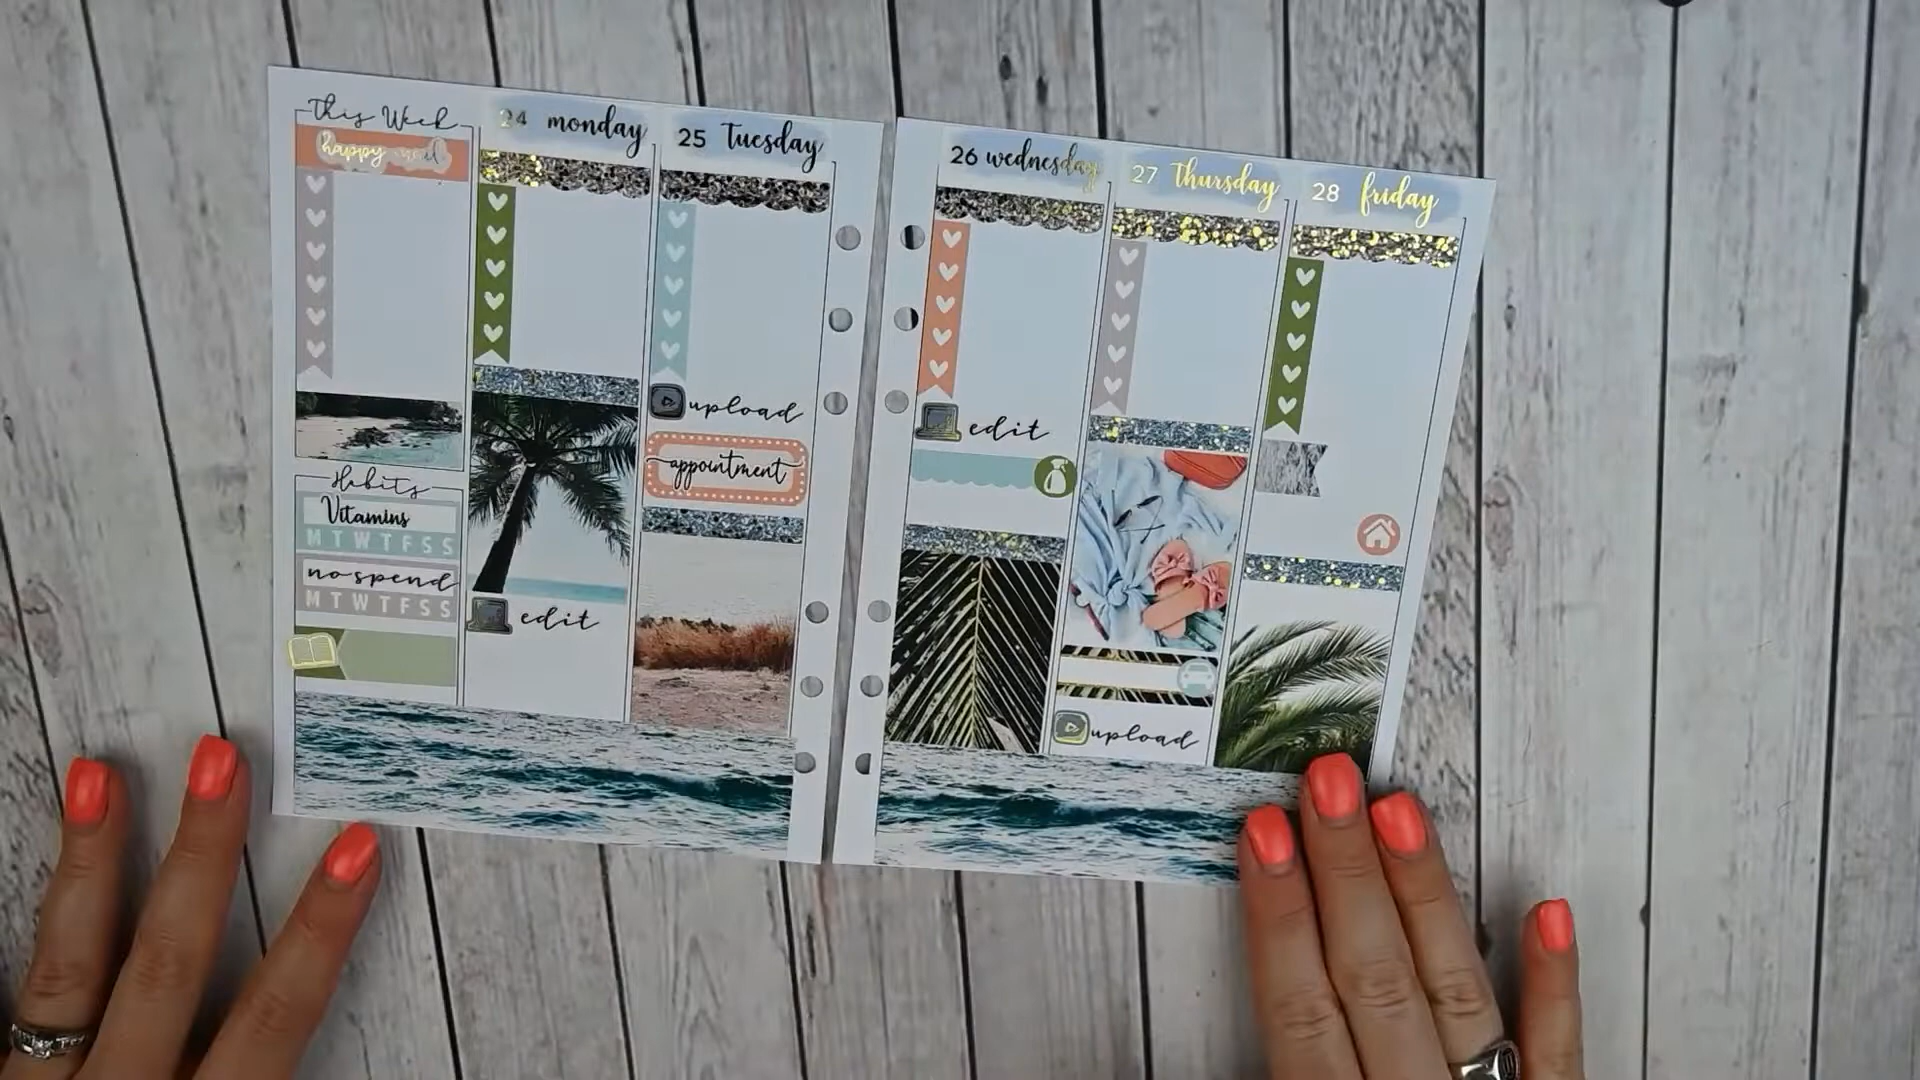 This Week
happy mail
Habits
Vitamins
M T W T F S S
no spend
M T W T F S S
24 monday
edit
25 Tuesday
upload
appointment
26 wednesday
edit
27 Thursday
upload
28 friday